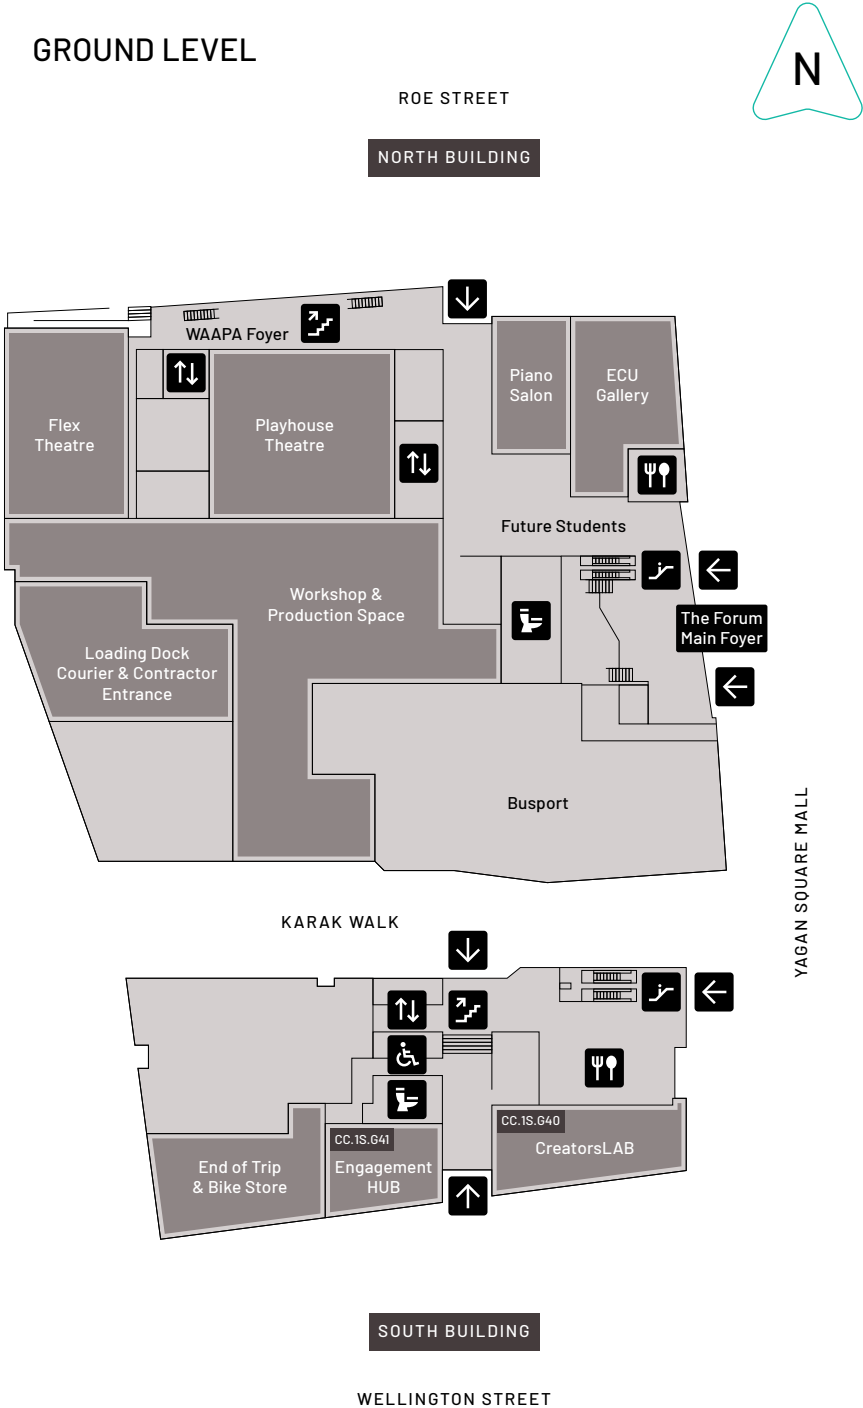 GROUND LEVEL
N
ROE STREET
NORTH BUILDING
WAAPA Foyer
Piano
Salon
ECU
Gallery
Flex
Theatre
Playhouse
Theatre
Future Students
Workshop &
Production Space
The Forum
Main Foyer
Loading Dock
Courier & Contractor
Entrance
Busport
YAGAN SQUARE MALL
KARAK WALK
CC.1S.G40
CC.1S.G41
CreatorsLAB
End of Trip
& Bike Store
Engagement
HUB
SOUTH BUILDING
WELLINGTON STREET